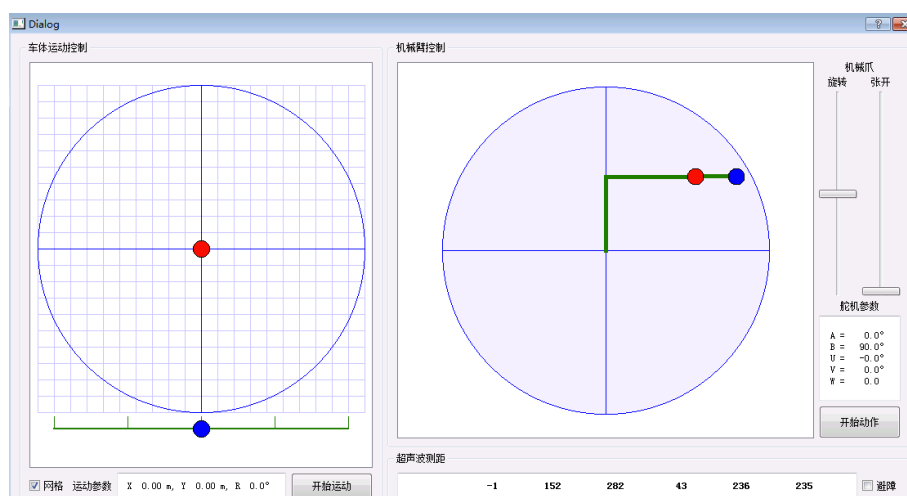 Dialog
车体运动控制
机械臂控制
机械爪
旋转 张开
舵机参数
A = 0.0°
B = 90.0°
U = -0.0°
V = 0.0°
W = 0.0
开始动作
超声波测距
网格 运动参数 X 0.00 m, Y 0.00 m, R 0.0° 开始运动
-1 152 282 43 236 235 避障